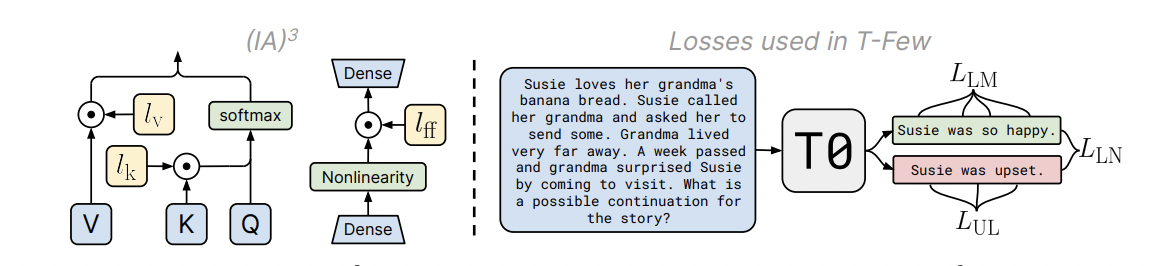 (IA)³
Losses used in T-Few
Dense
l_v
softmax
l_ff
l_k
Nonlinearity
V
K
Q
Dense
Susie loves her grandma's
banana bread. Susie called
her grandma and asked her to
send some. Grandma lived
very far away. A week passed
and grandma surprised Susie
by coming to visit. What is
a possible continuation for
the story?
T0
L_LM
Susie was so happy.
L_LN
Susie was upset.
L_UL